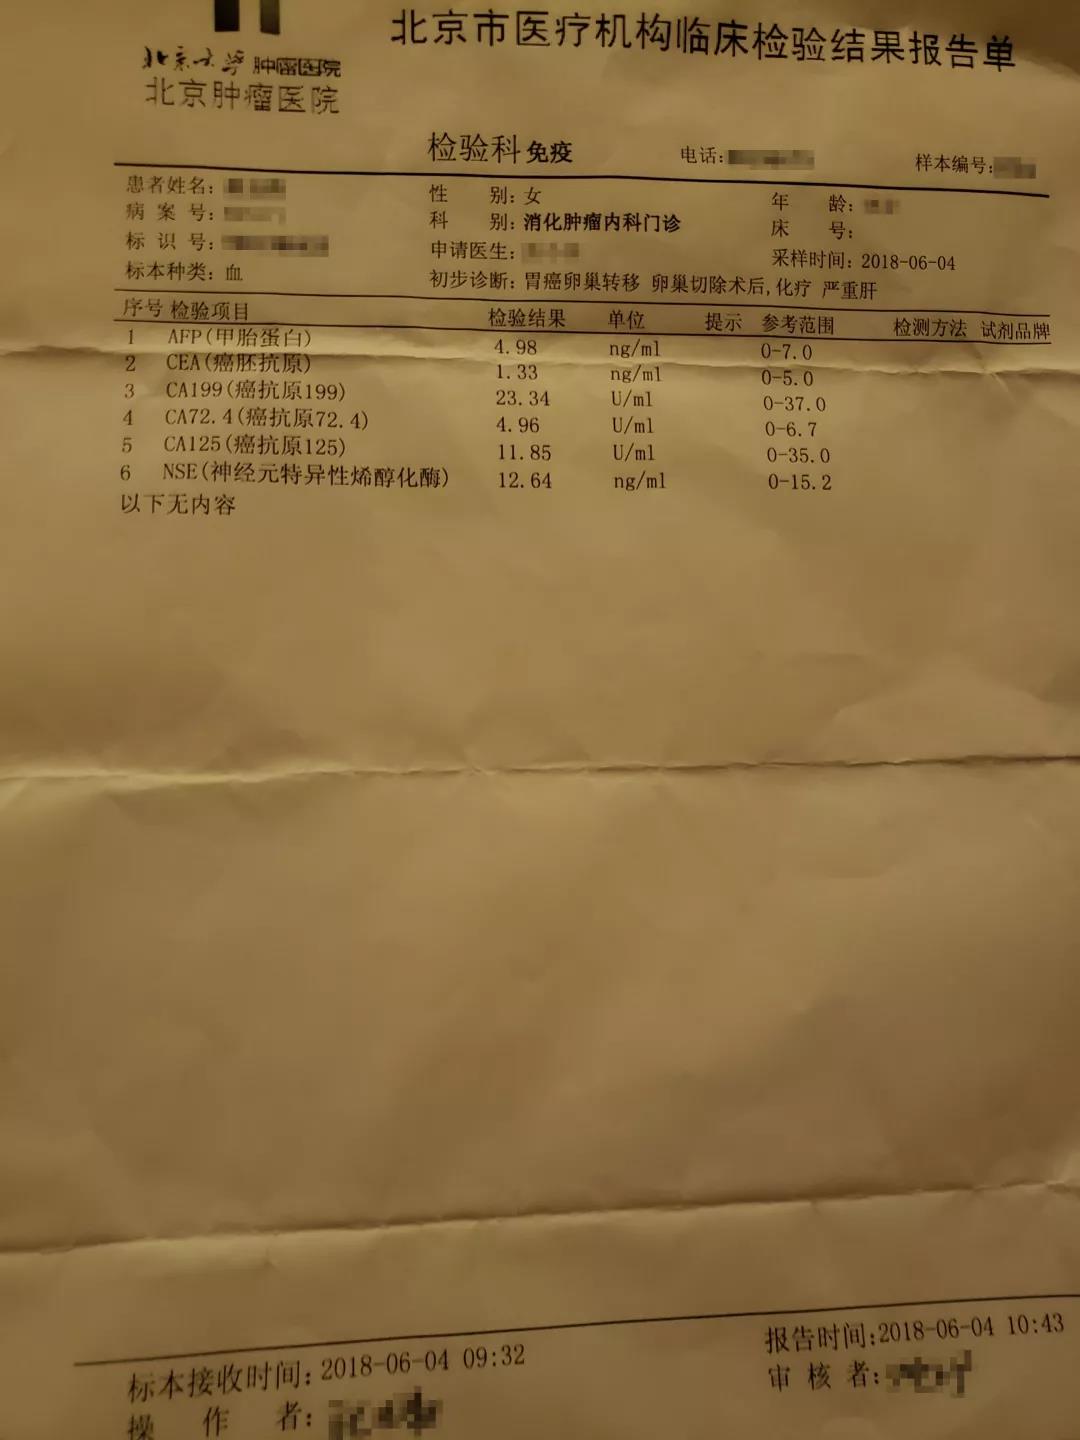 北京市医疗机构临床检验结果报告单
北京大学肿瘤医院
北京肿瘤医院
检验科 免疫 电话: 样本编号:
患者姓名: 性 别: 女 年 龄:
病 案 号: 科 别: 消化肿瘤内科门诊 床 号:
标 识 号: 申请医生: 采样时间: 2018-06-04
标本种类: 血 初步诊断: 胃癌卵巢转移 卵巢切除术后,化疗 严重肝
序号 检验项目 检验结果 单位 提示 参考范围 检测方法 试剂品牌
1 AFP(甲胎蛋白) 4.98 ng/ml 0-7.0
2 CEA(癌胚抗原) 1.33 ng/ml 0-5.0
3 CA199(癌抗原199) 23.34 U/ml 0-37.0
4 CA72.4(癌抗原72.4) 4.96 U/ml 0-6.7
5 CA125(癌抗原125) 11.85 U/ml 0-35.0
6 NSE(神经元特异性烯醇化酶) 12.64 ng/ml 0-15.2
以下无内容
标本接收时间: 2018-06-04 09:32 报告时间: 2018-06-04 10:43
操 作 者: 审 核 者: